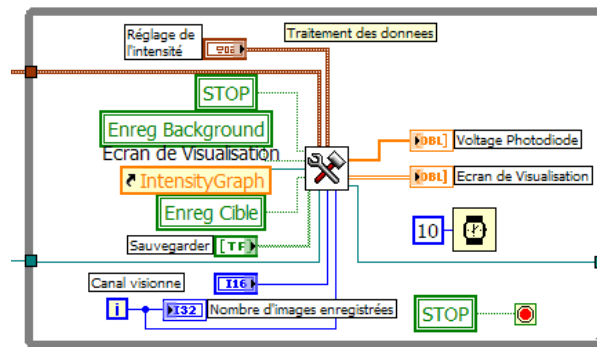 Réglage de
l'intensité
Traitement des donnees
STOP
Enreg Background
Ecran de Visualisation
IntensityGraph
Enreg Cible
Sauvegarder
[TF]
Canal visionne
I16
i
I32
Nombre d'images enregistrées
DBL]
Voltage Photodiode
DBL]
Ecran de Visualisation
10
STOP